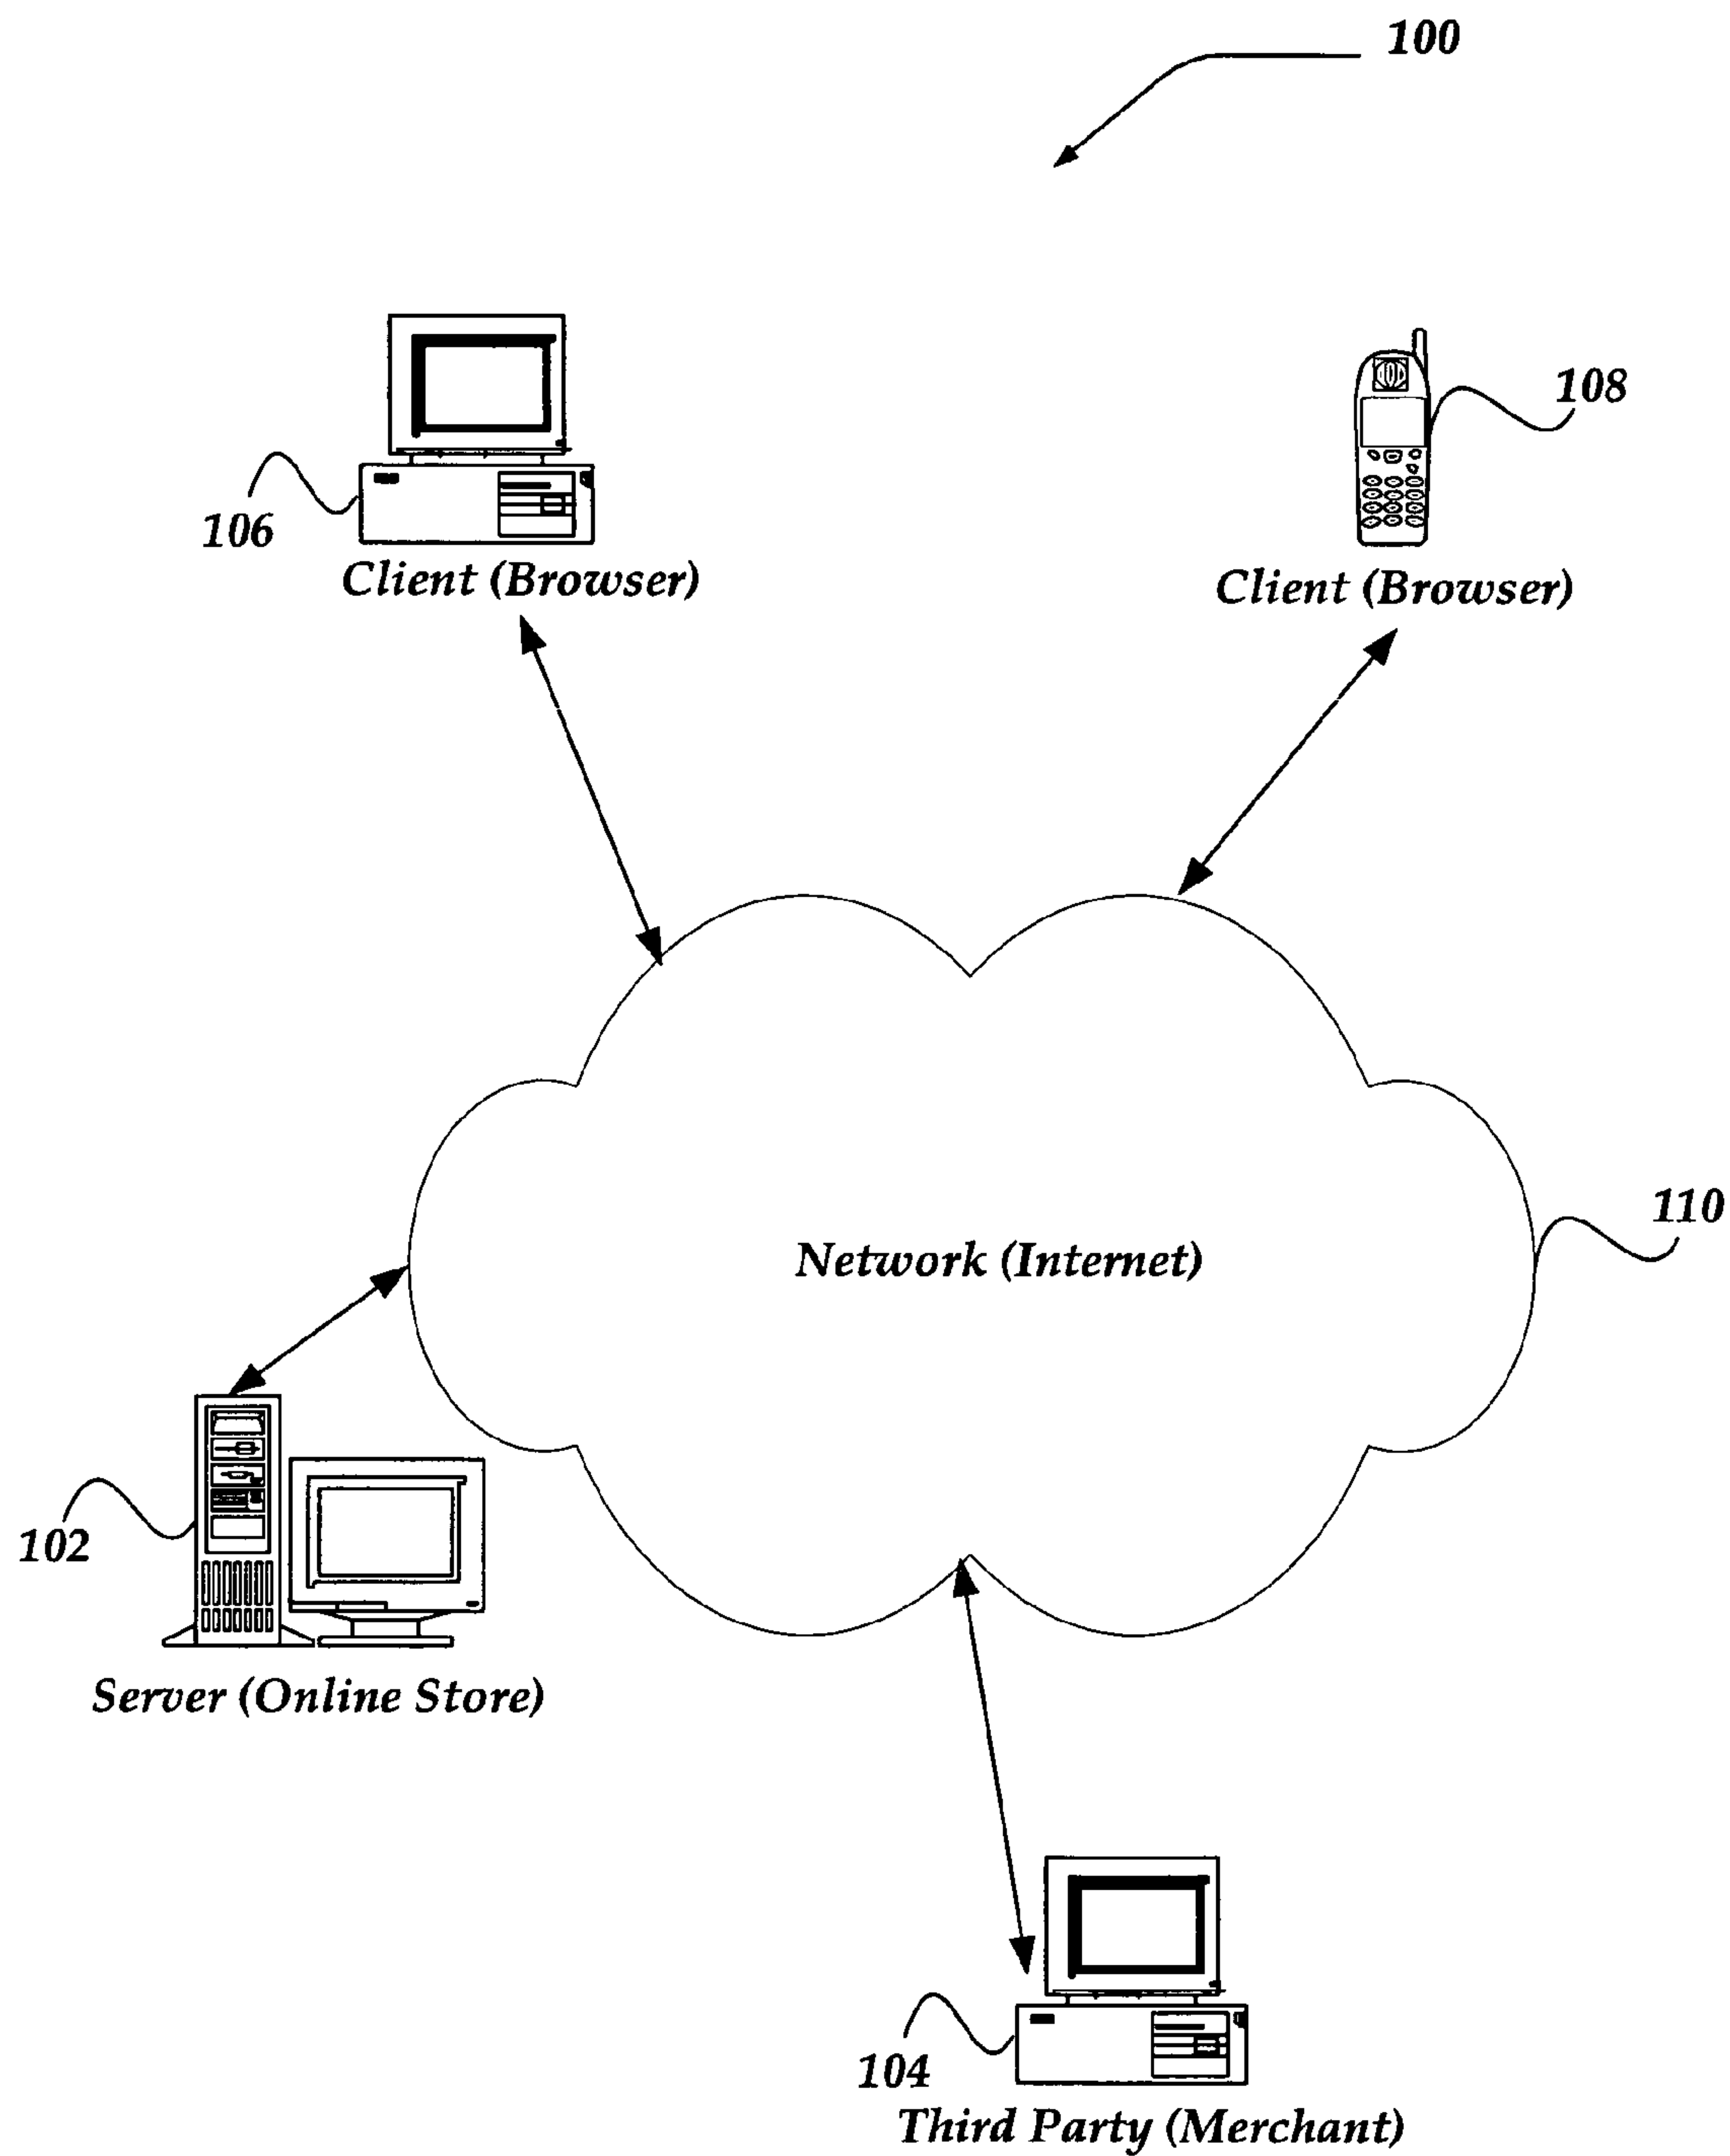 100
108
106
Client (Browser)
Client (Browser)
110
Network (Internet)
102
Server (Online Store)
104
Third Party (Merchant)